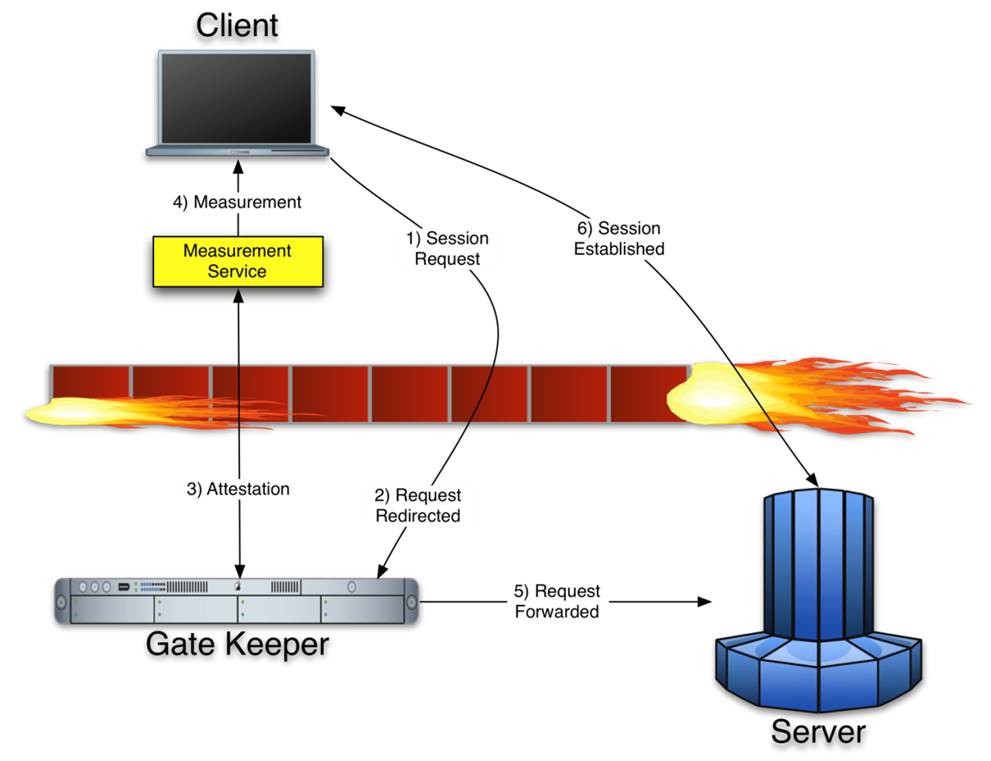 Client
4) Measurement
Measurement
Service
1) Session
Request
6) Session
Established
3) Attestation
2) Request
Redirected
5) Request
Forwarded
Gate Keeper
Server